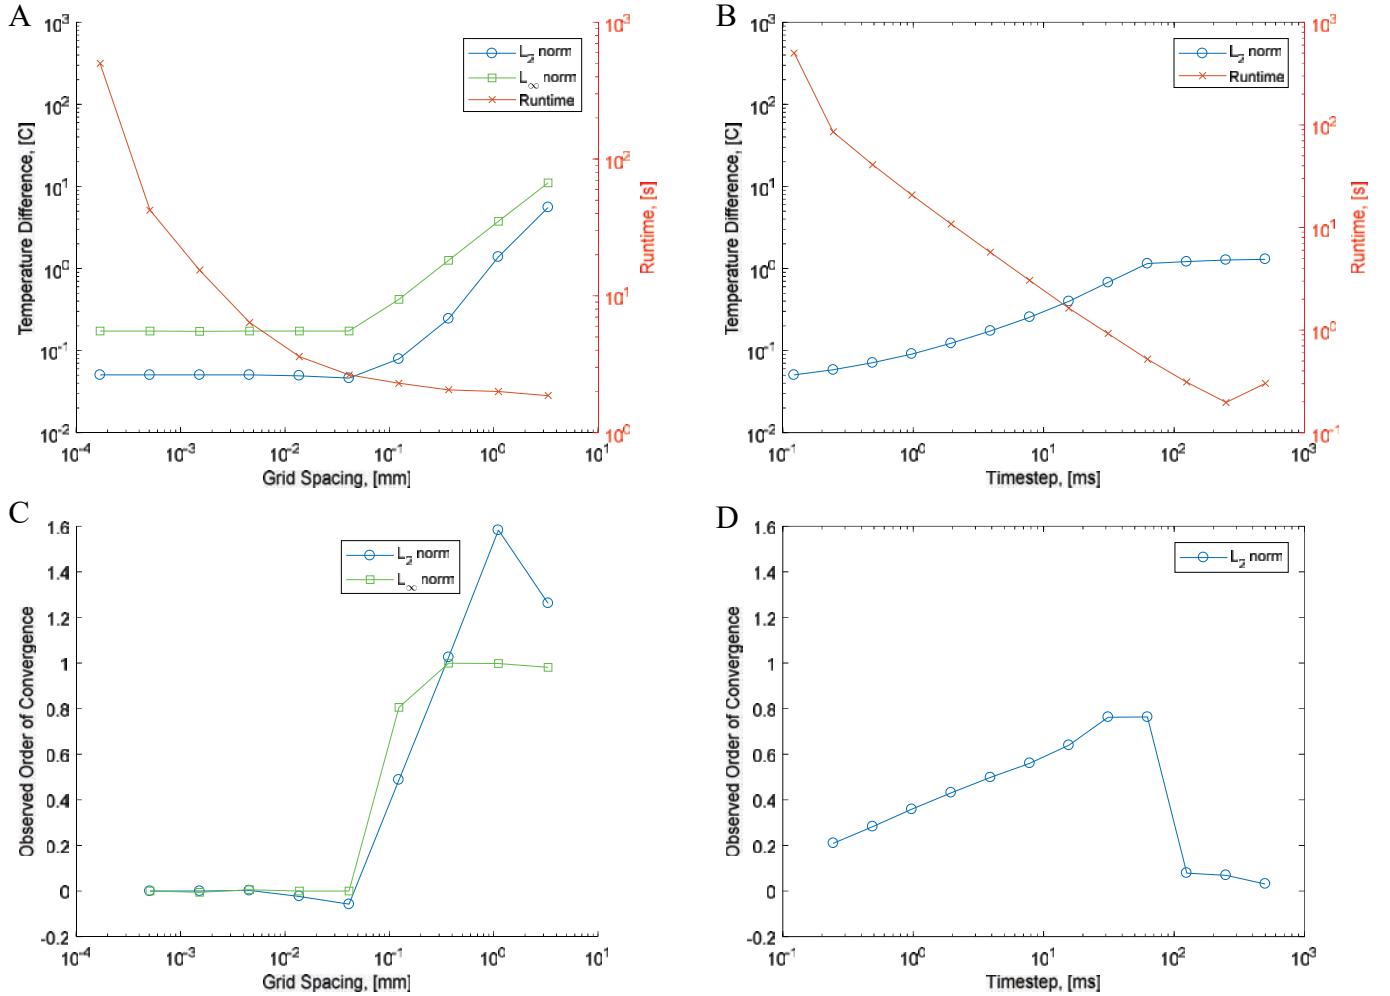 A
10^3
10^2
10^1
10^0
10^-1
10^-2
Temperature Difference, [C]
L_2 norm
L_∞ norm
Runtime
10^3
10^2
10^1
10^0
Runtime, [s]
10^-4 10^-3 10^-2 10^-1 10^0 10^1
Grid Spacing, [mm]
B
10^3
10^2
10^1
10^0
10^-1
10^-2
Temperature Difference, [C]
L_2 norm
Runtime
10^3
10^2
10^1
10^0
10^-1
Runtime, [s]
10^-1 10^0 10^1 10^2 10^3
Timestep, [ms]
C
1.6
1.4
1.2
1
0.8
0.6
0.4
0.2
0
-0.2
Observed Order of Convergence
L_2 norm
L_∞ norm
10^-4 10^-3 10^-2 10^-1 10^0 10^1
Grid Spacing, [mm]
D
1.6
1.4
1.2
1
0.8
0.6
0.4
0.2
0
-0.2
Observed Order of Convergence
L_2 norm
10^-1 10^0 10^1 10^2 10^3
Timestep, [ms]